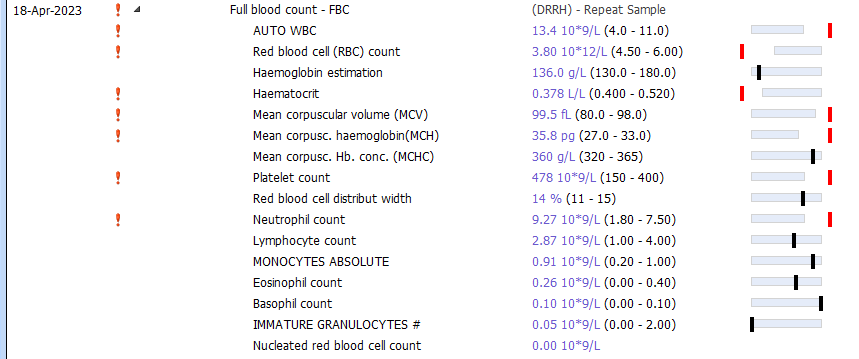 18-Apr-2023 ! Full blood count - FBC (DRRH) - Repeat Sample
! AUTO WBC 13.4 10*9/L (4.0 - 11.0)
! Red blood cell (RBC) count 3.80 10*12/L (4.50 - 6.00)
Haemoglobin estimation 136.0 g/L (130.0 - 180.0)
! Haematocrit 0.378 L/L (0.400 - 0.520)
! Mean corpuscular volume (MCV) 99.5 fL (80.0 - 98.0)
! Mean corpusc. haemoglobin(MCH) 35.8 pg (27.0 - 33.0)
Mean corpusc. Hb. conc. (MCHC) 360 g/L (320 - 365)
! Platelet count 478 10*9/L (150 - 400)
Red blood cell distribut width 14 % (11 - 15)
! Neutrophil count 9.27 10*9/L (1.80 - 7.50)
Lymphocyte count 2.87 10*9/L (1.00 - 4.00)
MONOCYTES ABSOLUTE 0.91 10*9/L (0.20 - 1.00)
Eosinophil count 0.26 10*9/L (0.00 - 0.40)
Basophil count 0.10 10*9/L (0.00 - 0.10)
IMMATURE GRANULOCYTES # 0.05 10*9/L (0.00 - 2.00)
Nucleated red blood cell count 0.00 10*9/L